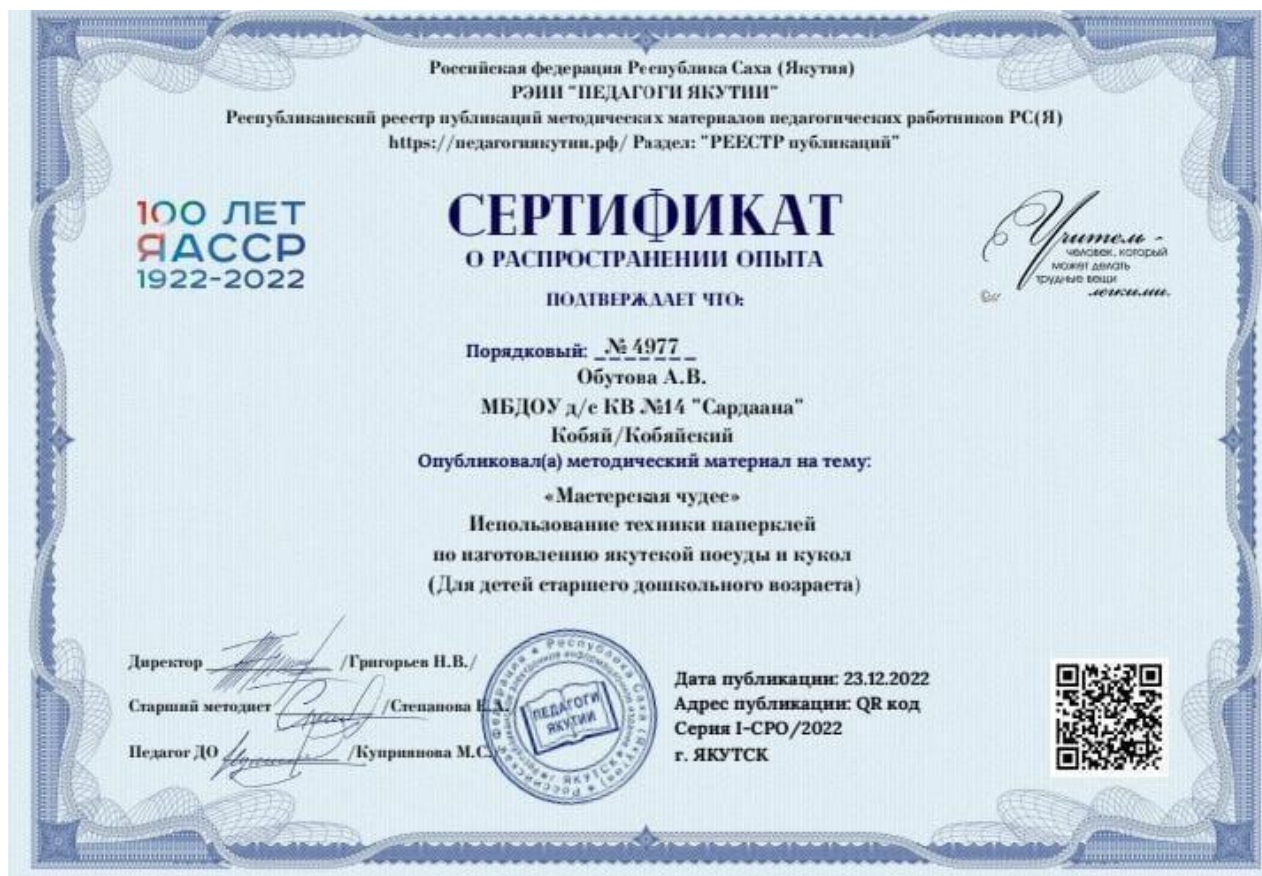 Российская федерация Республика Саха (Якутия)
РЭИИ "ПЕДАГОГИ ЯКУТИИ"
Республиканский реестр публикаций методических материалов педагогических работников РС(Я)
https://педагогиякутии.рф/ Раздел: "РЕЕСТР публикаций"
100 ЛЕТ
ЯАССР
1922-2022
СЕРТИФИКАТ
О РАСПРОСТРАНЕНИИ ОПЫТА
ПОДТВЕРЖДАЕТ ЧТО:
Учитель -
человек, который
может делать
трудные вещи
легкими.
Порядковый: № 4977
Обутова А.В.
МБДОУ д/с КВ №14 "Сардаана"
Кобяй/Кобяйский
Опубликовал(а) методический материал на тему:
«Мастерская чудес»
Использование техники паперклей
по изготовлению якутской посуды и кукол
(Для детей старшего дошкольного возраста)
Директор /Григорьев Н.В./
Старший методист /Степанова
Педагог ДО /Куприянова М.С.
ПЕДАГОГИ
ЯКУТИИ
Дата публикации: 23.12.2022
Адрес публикации: QR код
Серия I-СРО/2022
г. ЯКУТСК